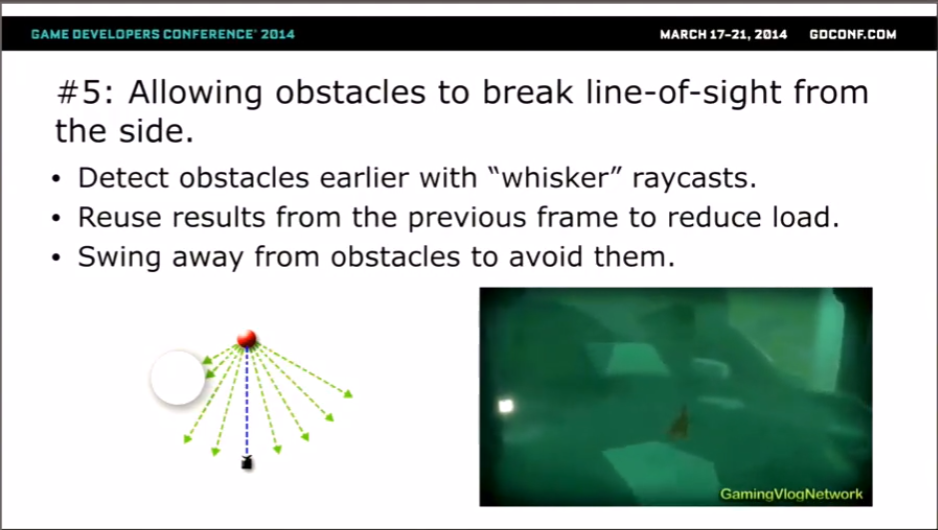 GAME DEVELOPERS CONFERENCE® 2014
MARCH 17–21, 2014 GDCONF.COM
#5: Allowing obstacles to break line-of-sight from
the side.
• Detect obstacles earlier with “whisker” raycasts.
• Reuse results from the previous frame to reduce load.
• Swing away from obstacles to avoid them.
GamingVlogNetwork